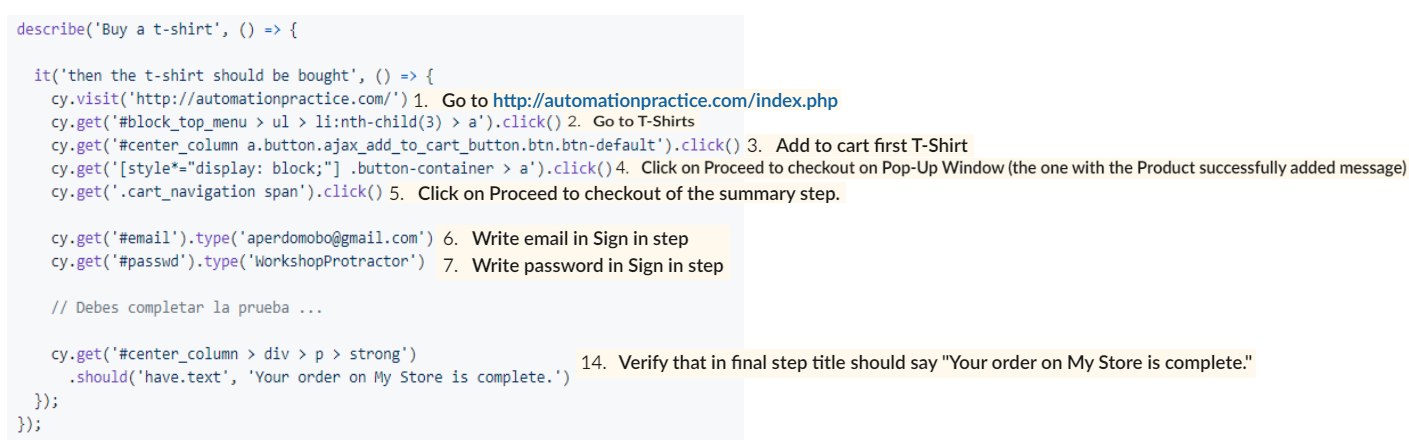 describe('Buy a t-shirt', () => {
it('then the t-shirt should be bought', () => {
cy.visit('http://automationpractice.com/') 1. Go to http://automationpractice.com/index.php
cy.get('#block_top_menu > ul > li:nth-child(3) > a').click() 2. Go to T-Shirts
cy.get('#center_column a.button.ajax_add_to_cart_button.btn.btn-default').click() 3. Add to cart first T-Shirt
cy.get('[style*="display: block;"] .button-container > a').click() 4. Click on Proceed to checkout on Pop-Up Window (the one with the Product successfully added message)
cy.get('.cart_navigation span').click() 5. Click on Proceed to checkout of the summary step.
cy.get('#email').type('aperdomobo@gmail.com') 6. Write email in Sign in step
cy.get('#passwd').type('WorkshopProtractor') 7. Write password in Sign in step
// Debes completar la prueba ...
cy.get('#center_column > div > p > strong')
14. Verify that in final step title should say "Your order on My Store is complete."
.should('have.text', 'Your order on My Store is complete.')
});
});